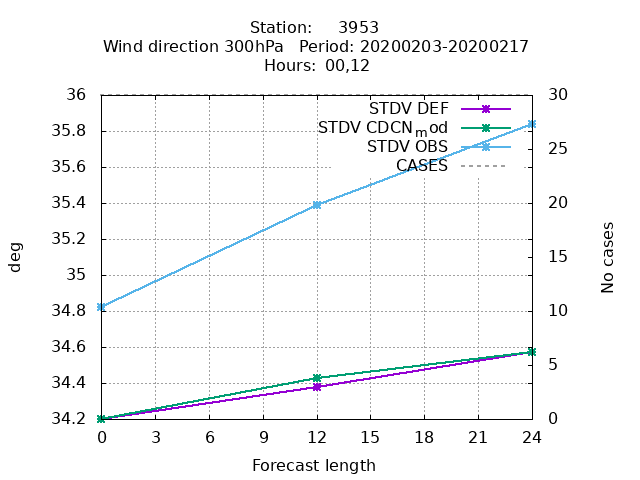 Station:     3953
Wind direction 300hPa   Period: 20200203-20200217
Hours: 00,12
36
35.8
35.6
35.4
35.2
35
34.8
34.6
34.4
34.2
30
25
20
15
10
5
0
STDV DEF
STDV CDCN_mod
STDV OBS
CASES
deg
No cases
0 3 6 9 12 15 18 21 24
Forecast length